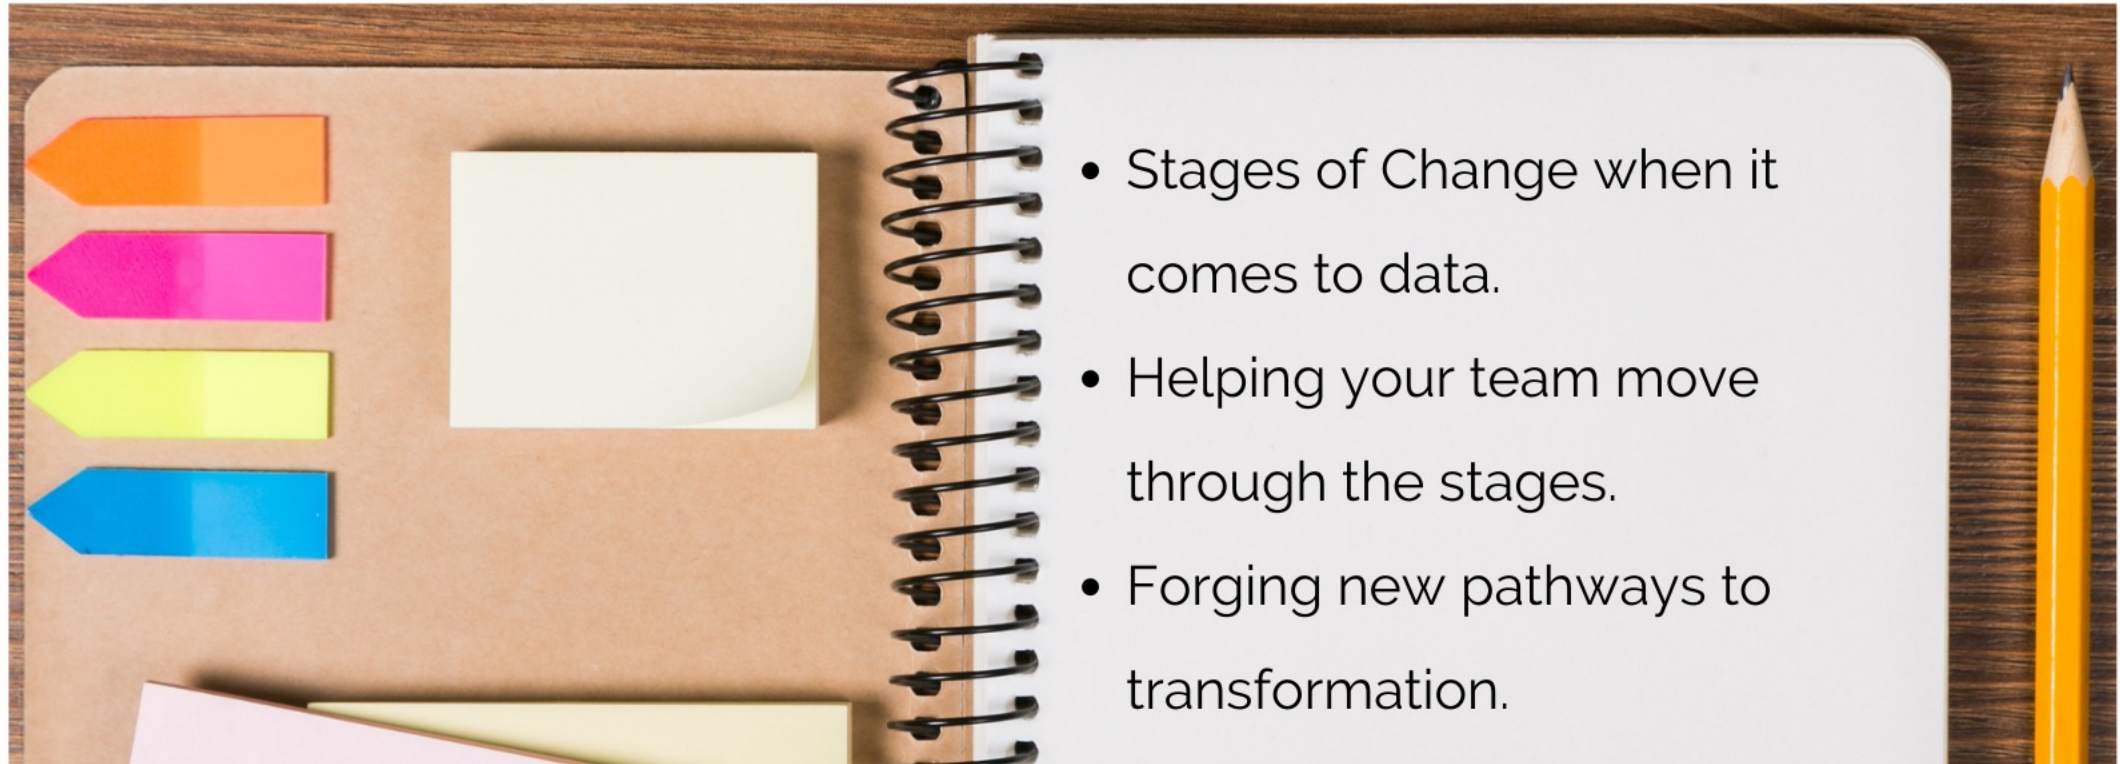 • Stages of Change when it
comes to data.
• Helping your team move
through the stages.
• Forging new pathways to
transformation.